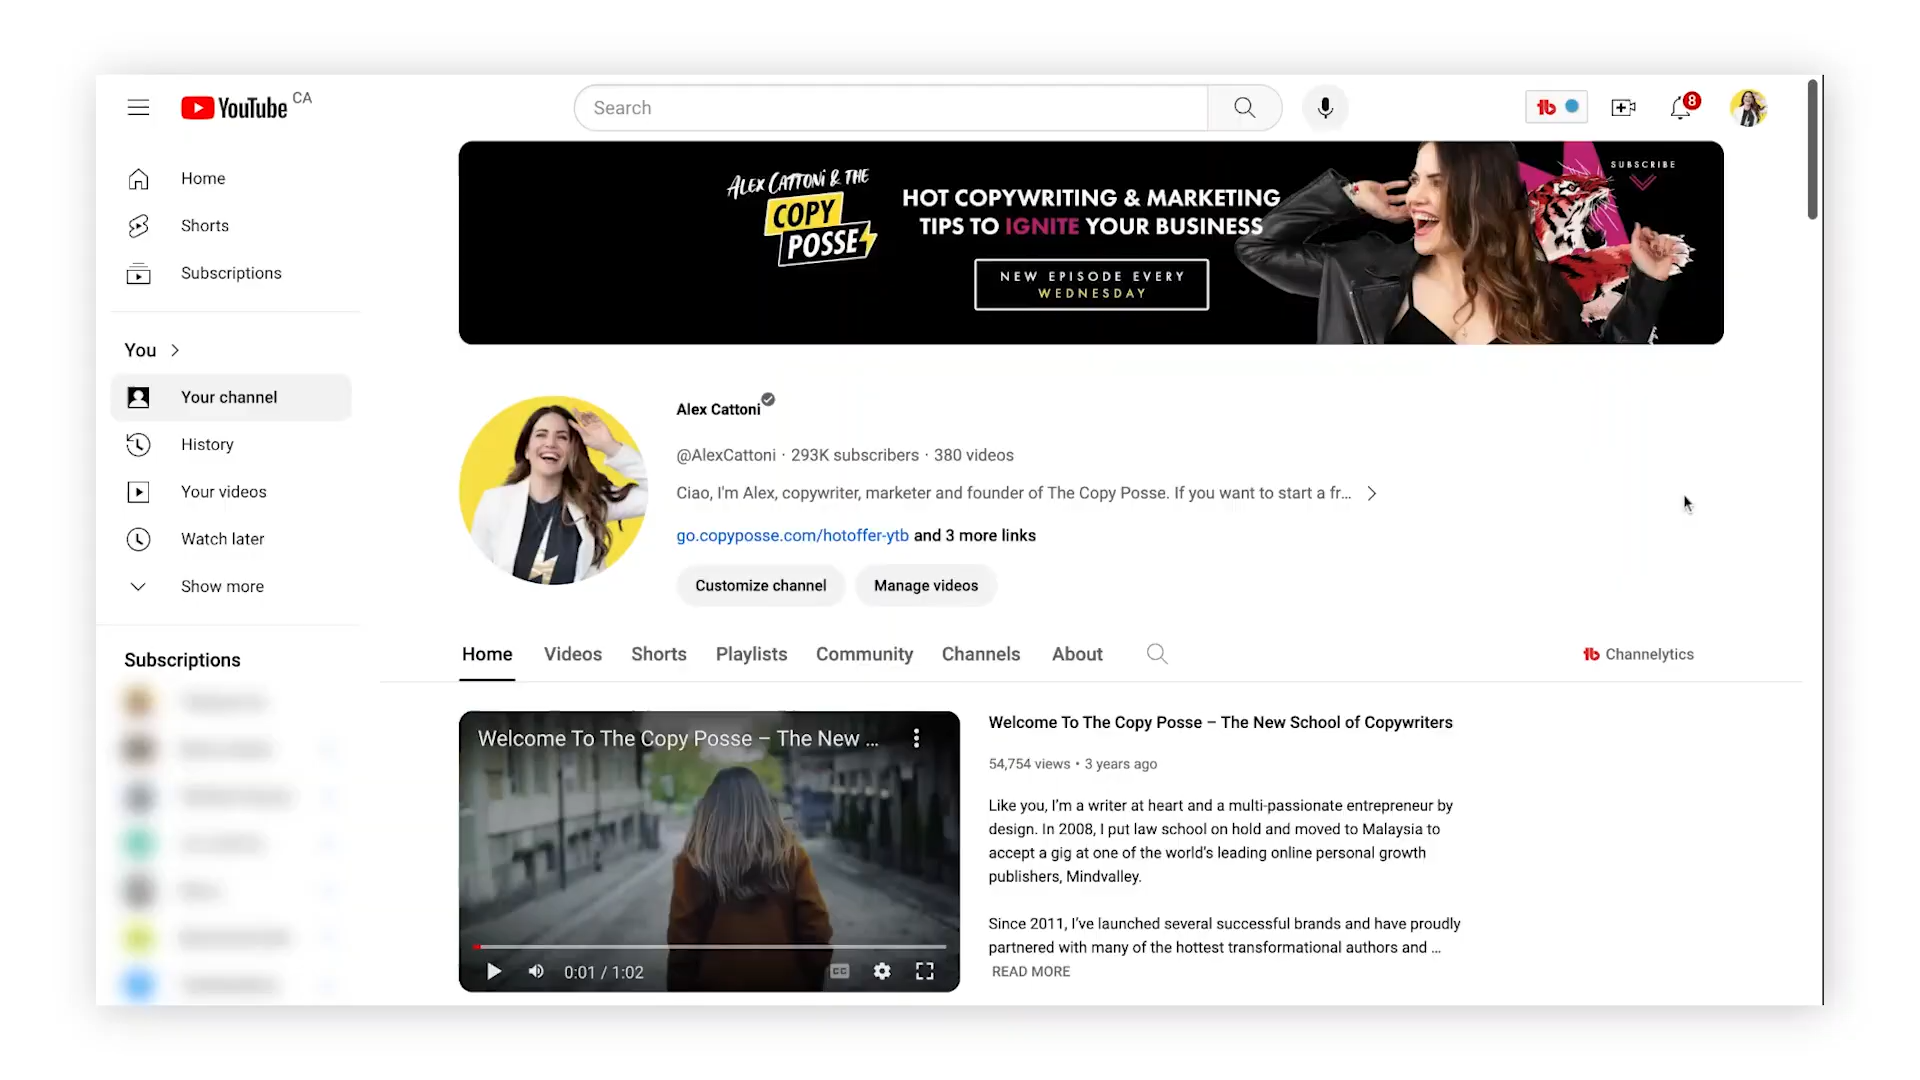 YouTube CA
Search
8
Home
Shorts
Subscriptions
You
Your channel
History
Your videos
Watch later
Show more
Subscriptions
ALEX CATTONI & THE
COPY
POSSE
HOT COPYWRITING & MARKETING
TIPS TO IGNITE YOUR BUSINESS
NEW EPISODE EVERY
WEDNESDAY
SUBSCRIBE
Alex Cattoni
@AlexCattoni · 293K subscribers · 380 videos
Ciao, I'm Alex, copywriter, marketer and founder of The Copy Posse. If you want to start a fr...
go.copyposse.com/hotoffer-ytb and 3 more links
Customize channel
Manage videos
Home Videos Shorts Playlists Community Channels About
tb Channelytics
Welcome To The Copy Posse – The New ...
0:01 / 1:02
CC
Welcome To The Copy Posse – The New School of Copywriters
54,754 views • 3 years ago
Like you, I’m a writer at heart and a multi-passionate entrepreneur by
design. In 2008, I put law school on hold and moved to Malaysia to
accept a gig at one of the world’s leading online personal growth
publishers, Mindvalley.
Since 2011, I’ve launched several successful brands and have proudly
partnered with many of the hottest transformational authors and ...
READ MORE